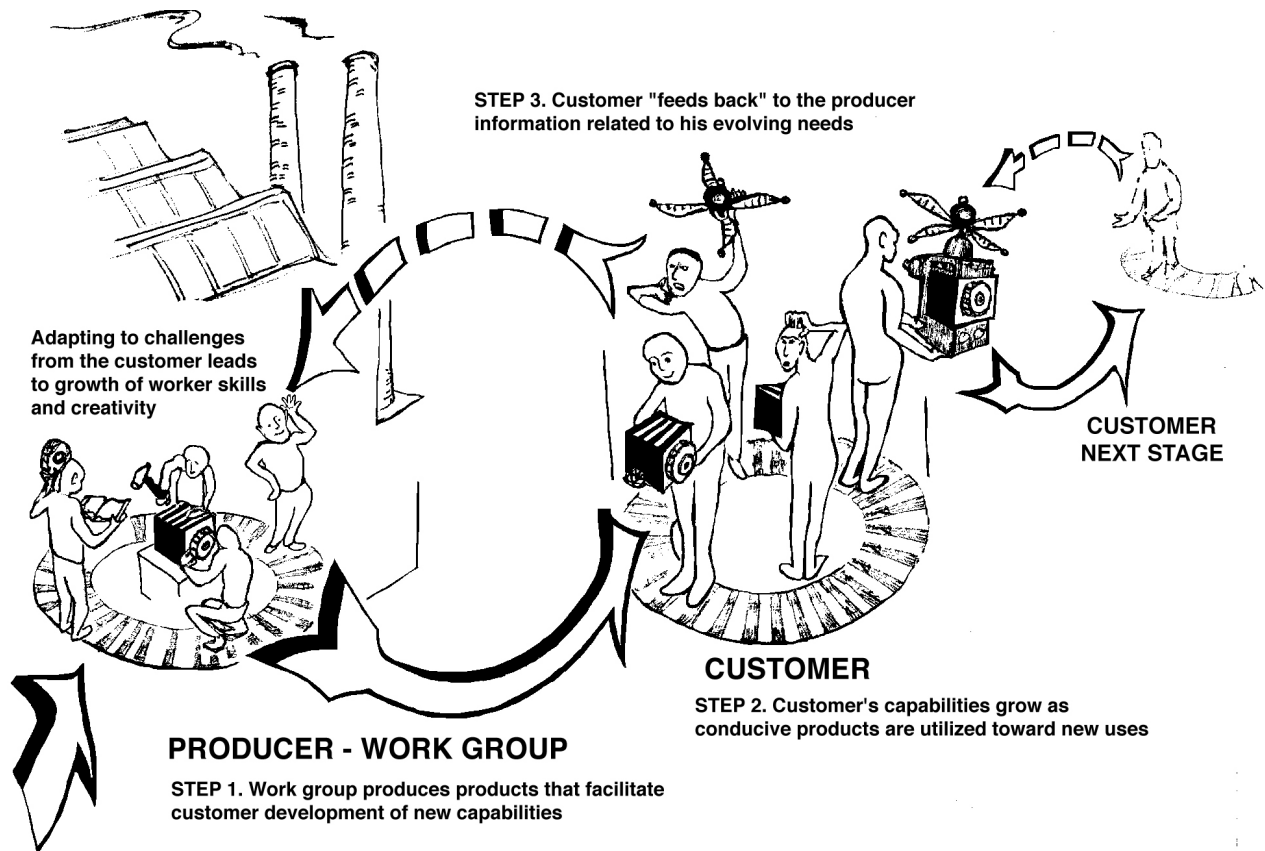 STEP 3. Customer "feeds back" to the producer
information related to his evolving needs
Adapting to challenges
from the customer leads
to growth of worker skills
and creativity
CUSTOMER
NEXT STAGE
CUSTOMER
STEP 2. Customer's capabilities grow as
conducive products are utilized toward new uses
PRODUCER - WORK GROUP
STEP 1. Work group produces products that facilitate
customer development of new capabilities